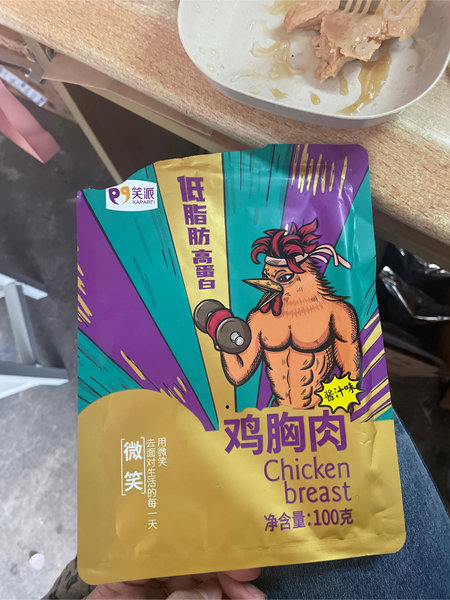 笑派
XIAPARTI
低脂肪
高蛋白
酱汁味
鸡胸肉
Chicken
breast
净含量:100克
微笑
用微笑
去面对生活的每一天